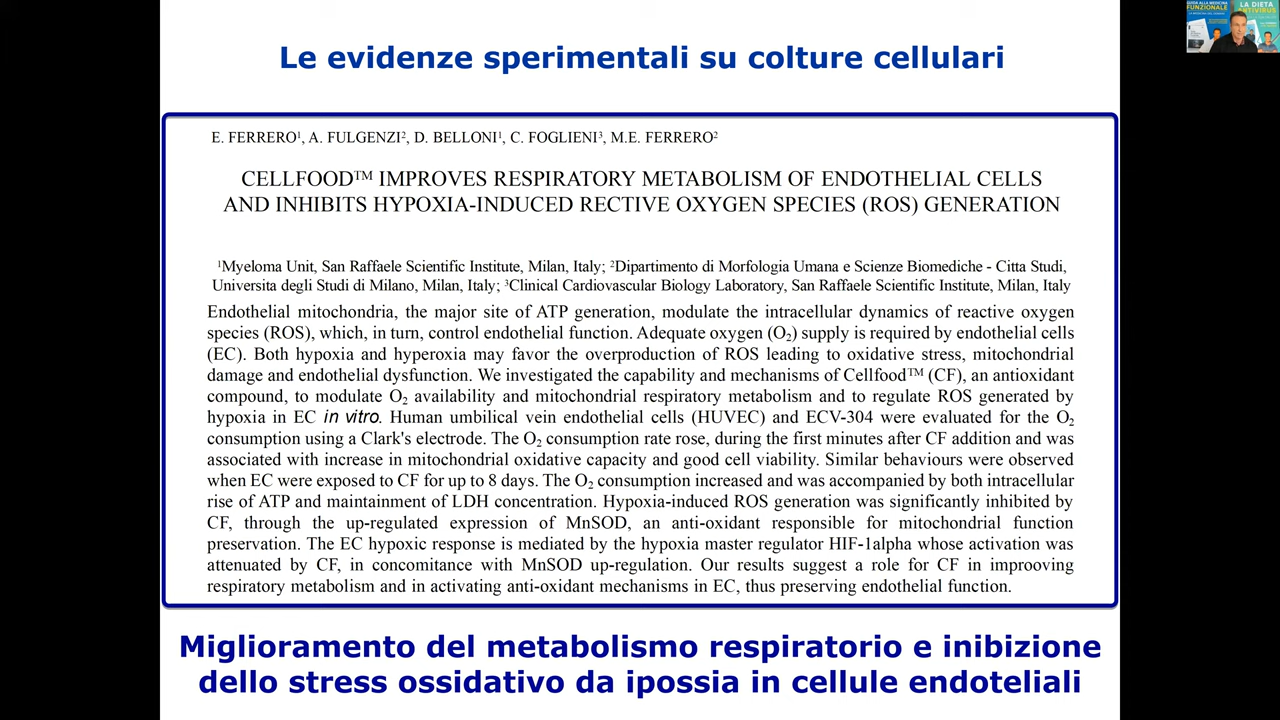 GUIDA ALLA MEDICINA
FUNZIONALE
LA DIETA
ANTIVIRUS
Le evidenze sperimentali su colture cellulari
E. FERRERO¹, A. FULGENZI², D. BELLONI¹, C. FOGLIENI³, M.E. FERRERO²
CELLFOOD™ IMPROVES RESPIRATORY METABOLISM OF ENDOTHELIAL CELLS
AND INHIBITS HYPOXIA-INDUCED RECTIVE OXYGEN SPECIES (ROS) GENERATION
¹Myeloma Unit, San Raffaele Scientific Institute, Milan, Italy; ²Dipartimento di Morfologia Umana e Scienze Biomediche - Citta Studi,
Universita degli Studi di Milano, Milan, Italy; ³Clinical Cardiovascular Biology Laboratory, San Raffaele Scientific Institute, Milan, Italy
Endothelial mitochondria, the major site of ATP generation, modulate the intracellular dynamics of reactive oxygen
species (ROS), which, in turn, control endothelial function. Adequate oxygen (O₂) supply is required by endothelial cells
(EC). Both hypoxia and hyperoxia may favor the overproduction of ROS leading to oxidative stress, mitochondrial
damage and endothelial dysfunction. We investigated the capability and mechanisms of Cellfood™ (CF), an antioxidant
compound, to modulate O₂ availability and mitochondrial respiratory metabolism and to regulate ROS generated by
hypoxia in EC in vitro. Human umbilical vein endothelial cells (HUVEC) and ECV-304 were evaluated for the O₂
consumption using a Clark's electrode. The O₂ consumption rate rose, during the first minutes after CF addition and was
associated with increase in mitochondrial oxidative capacity and good cell viability. Similar behaviours were observed
when EC were exposed to CF for up to 8 days. The O₂ consumption increased and was accompanied by both intracellular
rise of ATP and maintainment of LDH concentration. Hypoxia-induced ROS generation was significantly inhibited by
CF, through the up-regulated expression of MnSOD, an anti-oxidant responsible for mitochondrial function
preservation. The EC hypoxic response is mediated by the hypoxia master regulator HIF-1alpha whose activation was
attenuated by CF, in concomitance with MnSOD up-regulation. Our results suggest a role for CF in improoving
respiratory metabolism and in activating anti-oxidant mechanisms in EC, thus preserving endothelial function.
Miglioramento del metabolismo respiratorio e inibizione
dello stress ossidativo da ipossia in cellule endoteliali